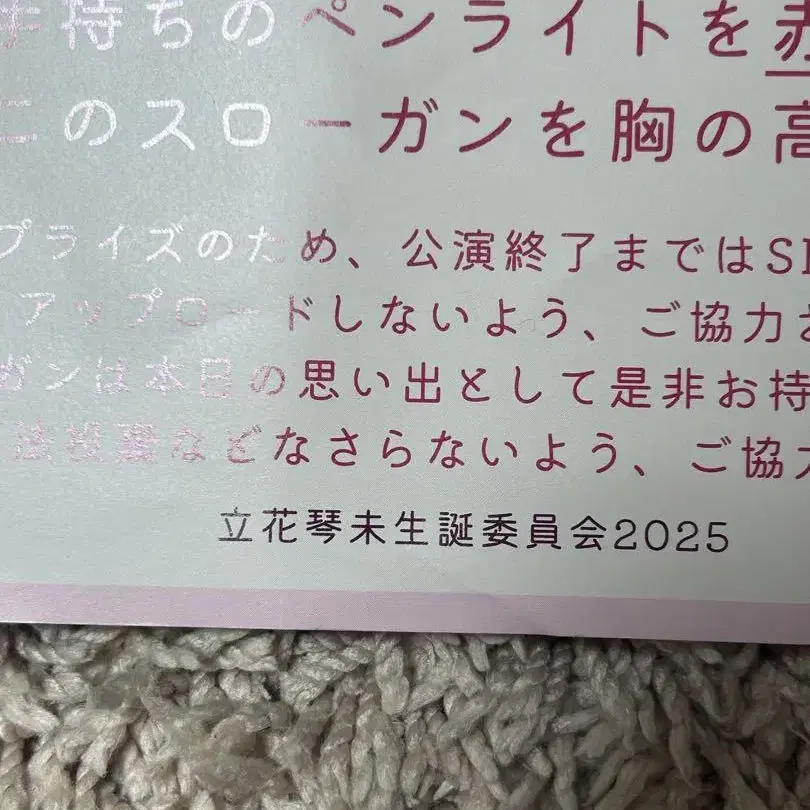 手持ちのペンライトを赤
ニのスローガンを胸の高
プライズのため、公演終了まではS
アップロードしないよう、ご協力
ガンは本日の思い出として是非お持
などなさらないよう、ご協力
立花琴未生誕委員会2025